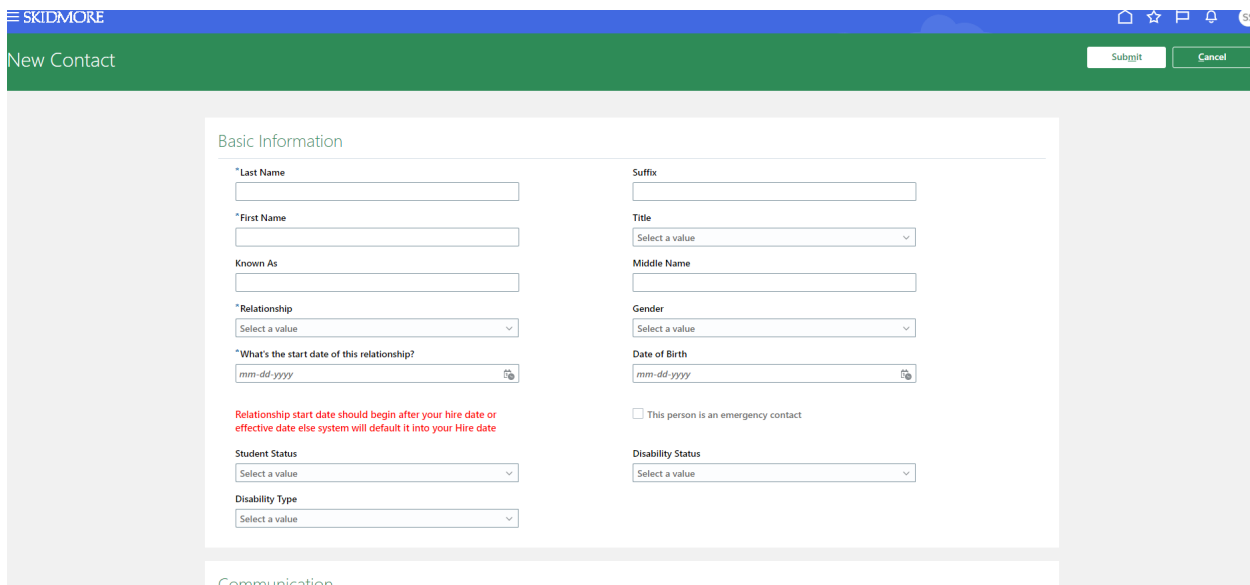 SKIDMORE
New Contact
Submit
Cancel
Basic Information
*Last Name
Suffix
*First Name
Title
Select a value
Known As
Middle Name
*Relationship
Gender
Select a value
Select a value
*What's the start date of this relationship?
Date of Birth
mm-dd-yyyy
mm-dd-yyyy
Relationship start date should begin after your hire date or
effective date else system will default it into your Hire date
This person is an emergency contact
Student Status
Disability Status
Select a value
Select a value
Disability Type
Select a value
Communication